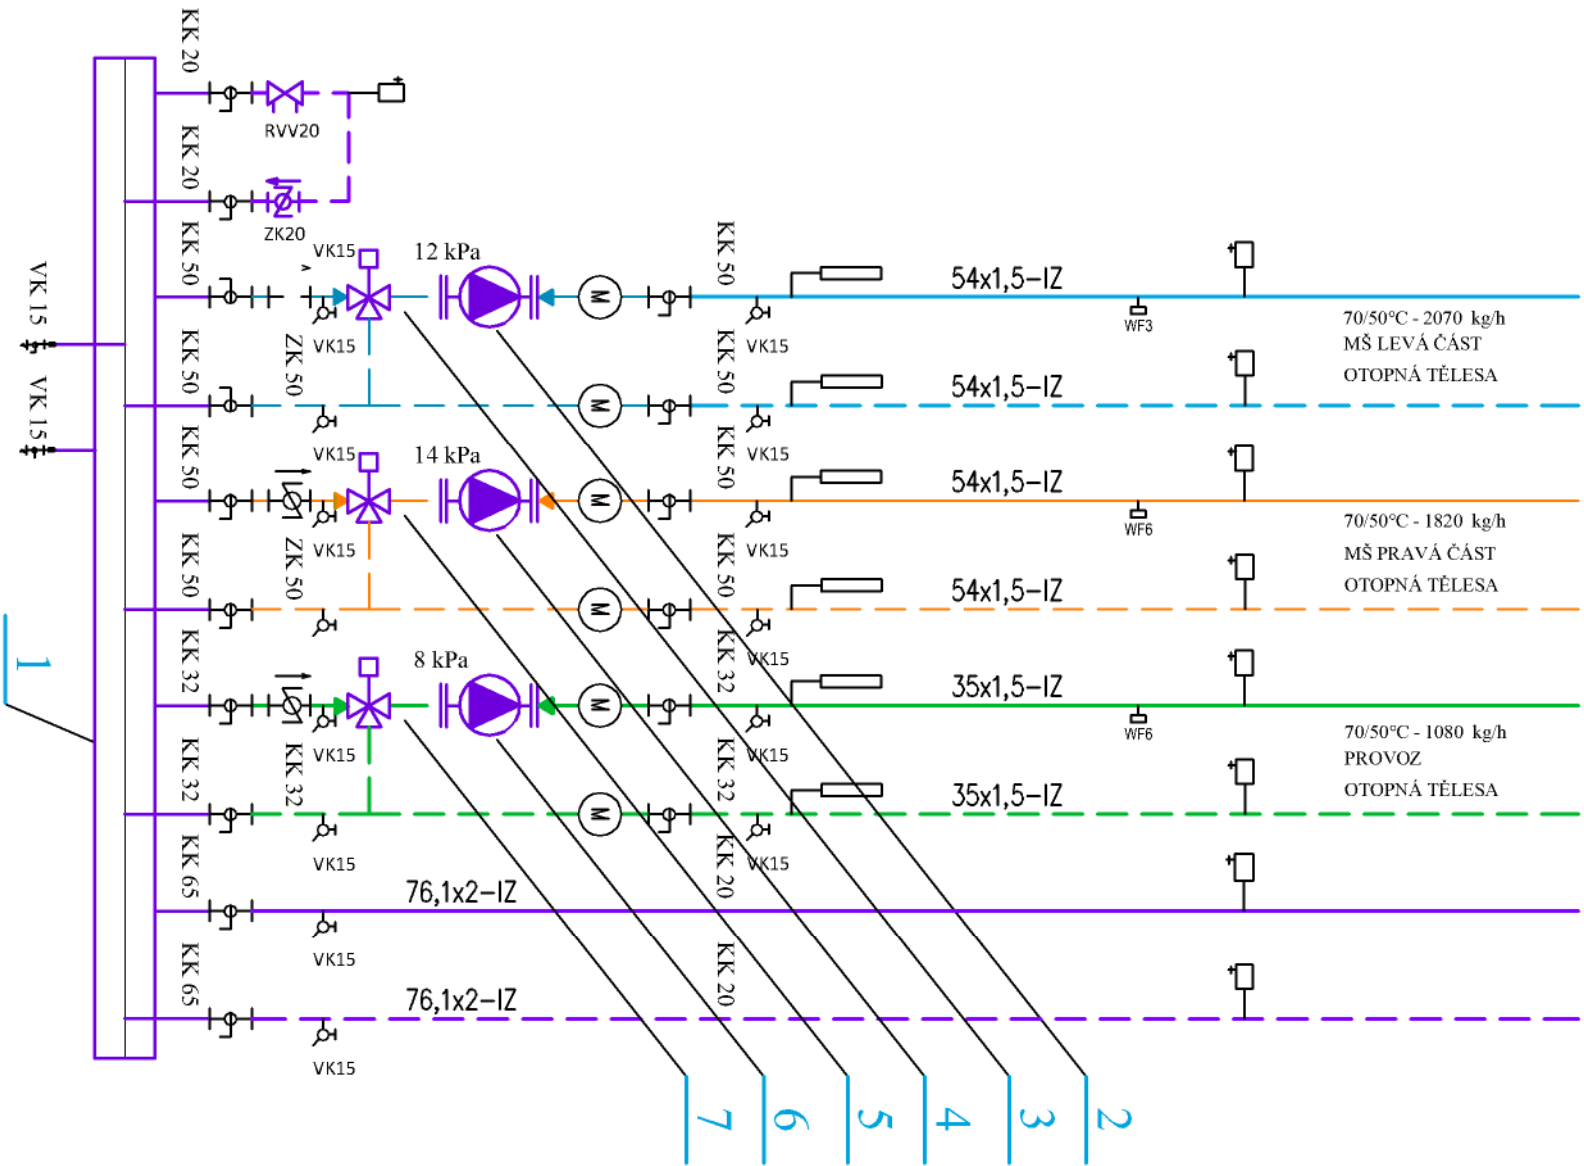 KK 20
RVV20
KK 20
ZK20
VK15
12 kPa
KK 50
KK 50
54x1,5-IZ
M
VK 15
VK15
ZK 50
VK15
WF3
70/50°C - 2070 kg/h
MŠ LEVÁ ČÁST
OTOPNÁ TĚLESA
KK 50
KK 50
54x1,5-IZ
M
VK 15
VK15
14 kPa
VK15
KK 50
KK 50
54x1,5-IZ
M
VK15
ZK 50
WF6
70/50°C - 1820 kg/h
MŠ PRAVÁ ČÁST
OTOPNÁ TĚLESA
KK 50
KK 50
54x1,5-IZ
M
VK15
VK15
8 kPa
KK 32
KK 32
35x1,5-IZ
M
1
VK15
KK 32
VK15
WF6
70/50°C - 1080 kg/h
PROVOZ
OTOPNÁ TĚLESA
KK 32
KK 32
35x1,5-IZ
M
VK15
VK15
KK 65
76,1x2-IZ
KK 20
VK15
KK 65
76,1x2-IZ
KK 20
VK15
7
6
5
4
3
2